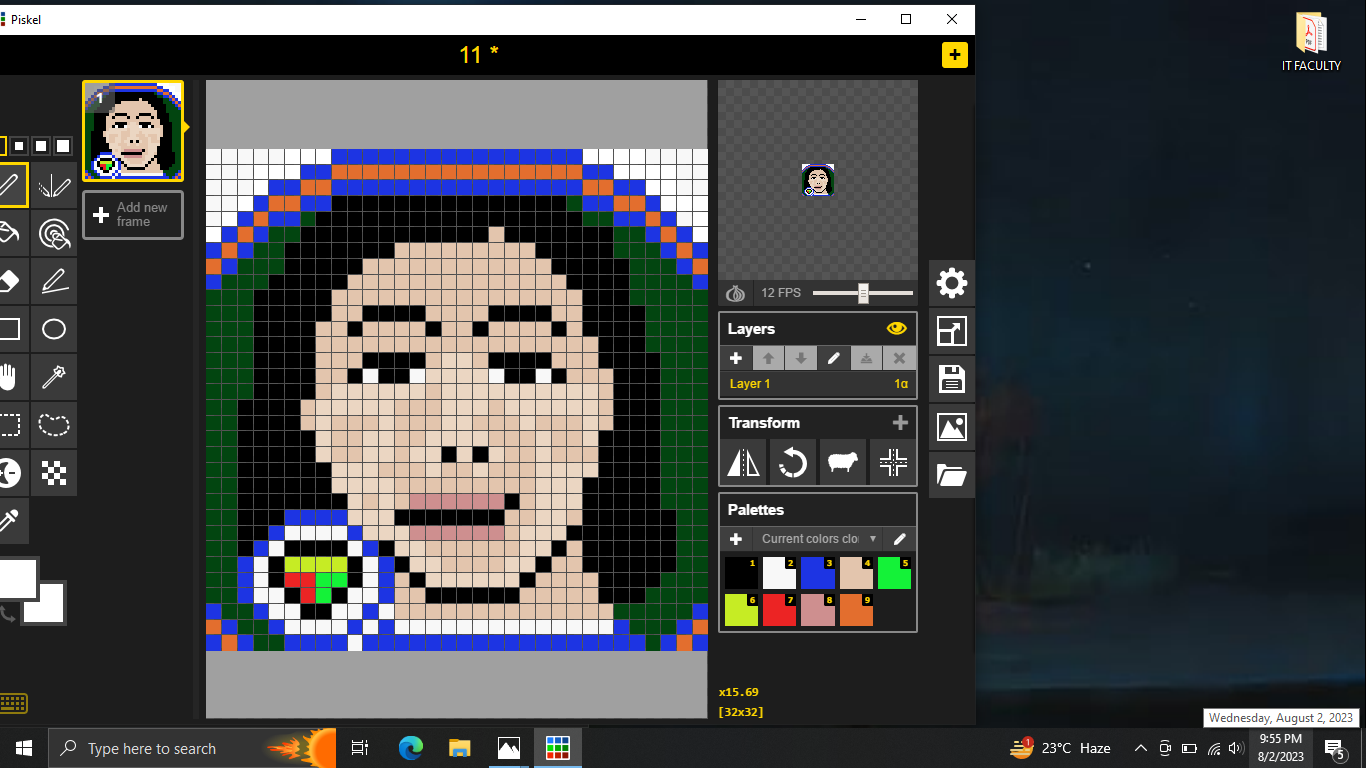 Piskel
11 *
IT FACULTY
1
Add new
frame
12 FPS
Layers
Layer 1
1α
Transform
Palettes
Current colors clo
1
2
3
4
5
6
7
8
9
x15.69
[32x32]
Wednesday, August 2, 2023
Type here to search
1
23°C Haze
9:55 PM
8/2/2023
5